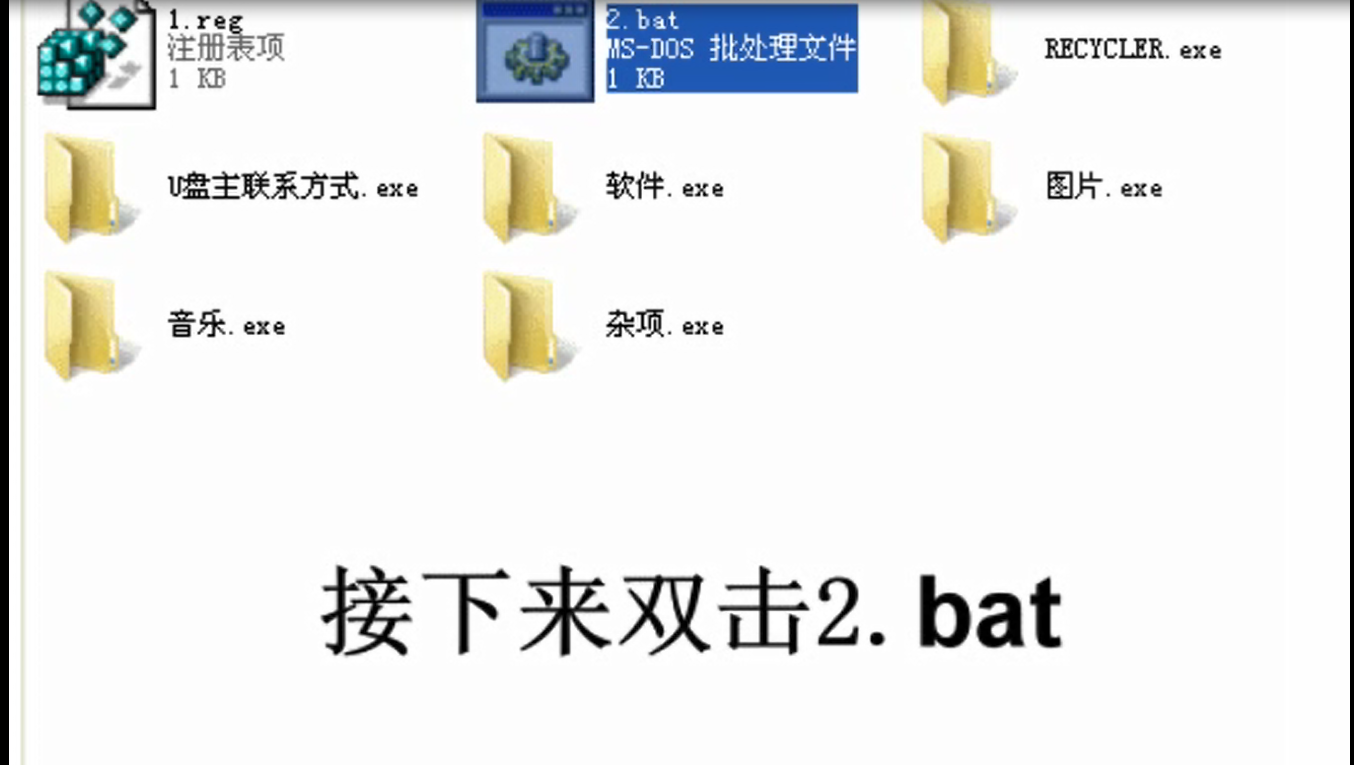 1.reg
注册表项
1 KB
2.bat
MS-DOS 批处理文件
1 KB
RECYCLER.exe
U盘主联系方式.exe
软件.exe
图片.exe
音乐.exe
杂项.exe
接下来双击2.bat